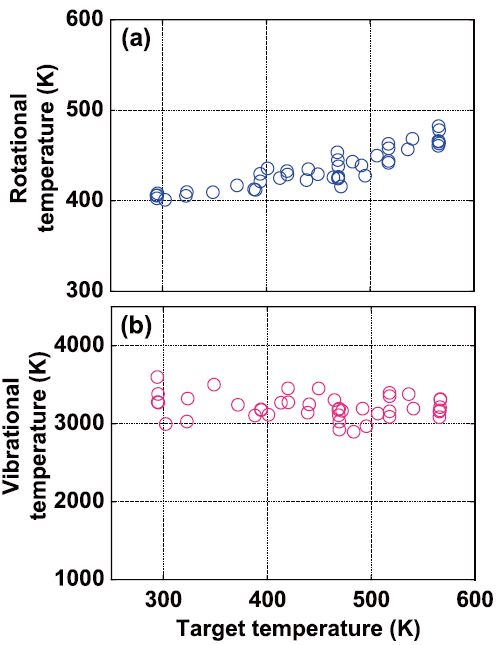 600
(a)
500
400
300
Rotational
temperature (K)
(b)
4000
3000
2000
1000
Vibrational
temperature (K)
300 400 500 600
Target temperature (K)